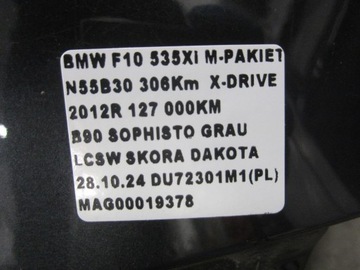 BMW F10 535Xi M-PAKIET
N55B30 306Km X-DRIVE
2012R 127 000KM
B90 SOPHISTO GRAU
LCSW SKORA DAKOTA
28.10.24 DU72301M1(PL)
MAG00019378